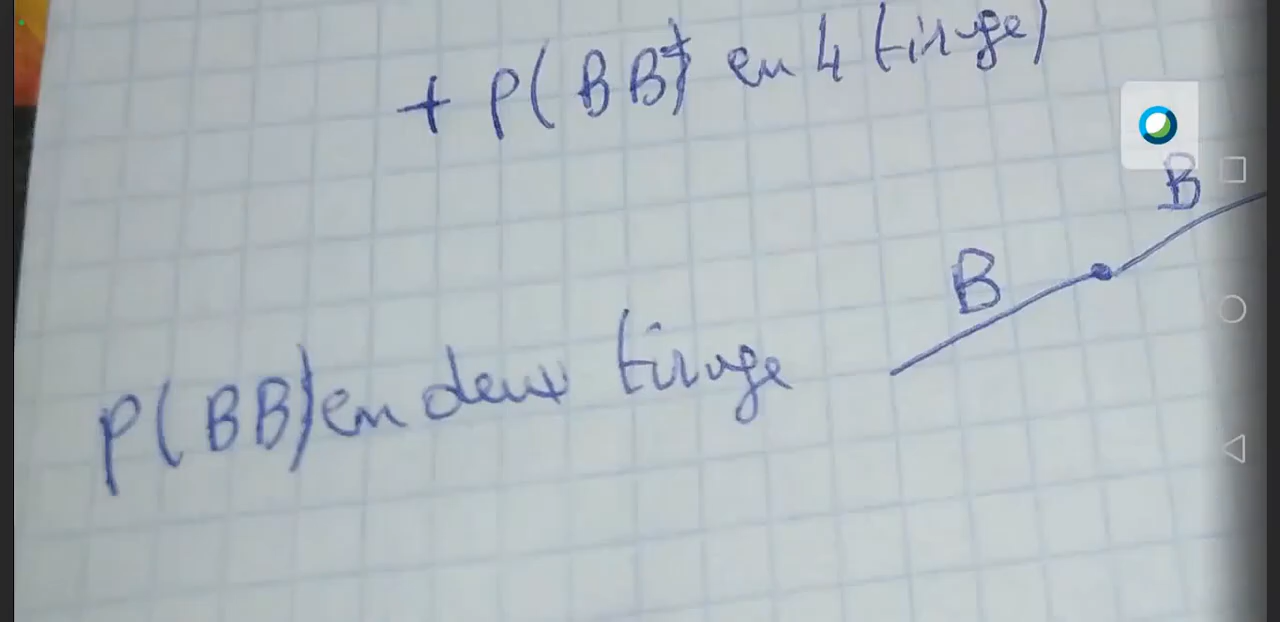 + P(BB) en 4 tirage)
B
B
P(BB) en deux tirage